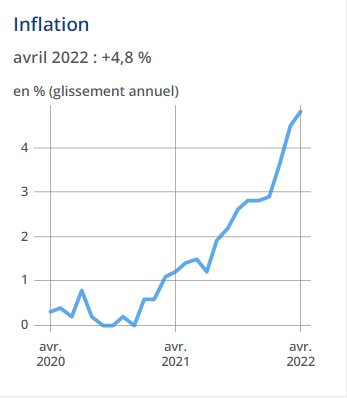 Inflation
avril 2022 : +4,8 %
en % (glissement annuel)
4
3
2
1
0
avr. avr. avr.
2020 2021 2022